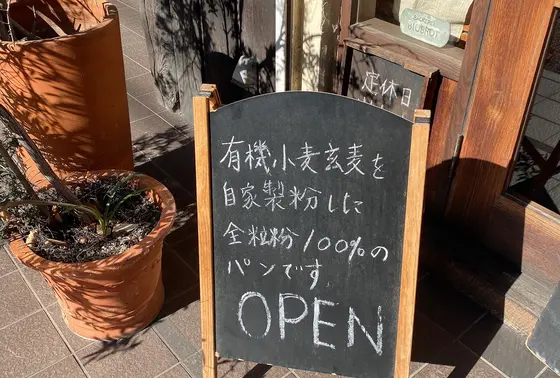 定休日
有機小麦玄麦を
自家製粉した
全粒粉100%の
パンです
OPEN